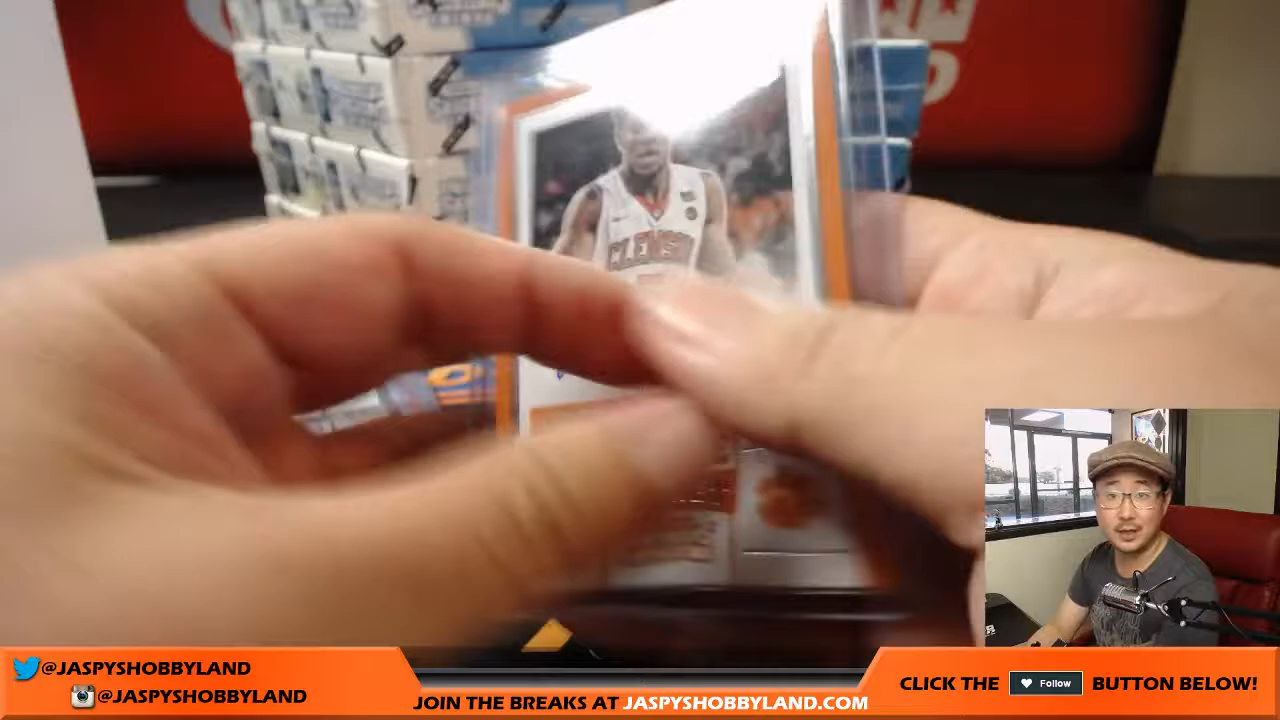 CLEMSON
@JASPYSHOBBYLAND
@JASPYSHOBBYLAND
JOIN THE BREAKS AT JASPYSHOBBYLAND.COM
CLICK THE Follow BUTTON BELOW!